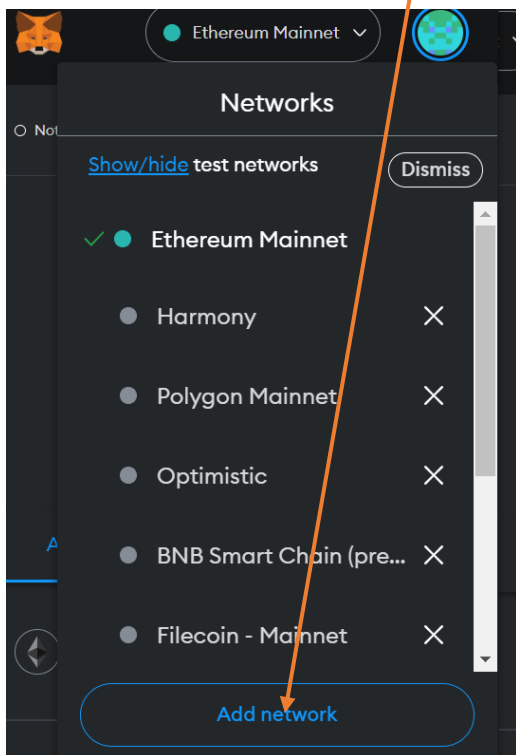 Ethereum Mainnet
Networks
Not
Show/hide test networks
Dismiss
Ethereum Mainnet
Harmony
Polygon Mainnet
Optimistic
A
BNB Smart Chain (pre...
Filecoin - Mainnet
Add network